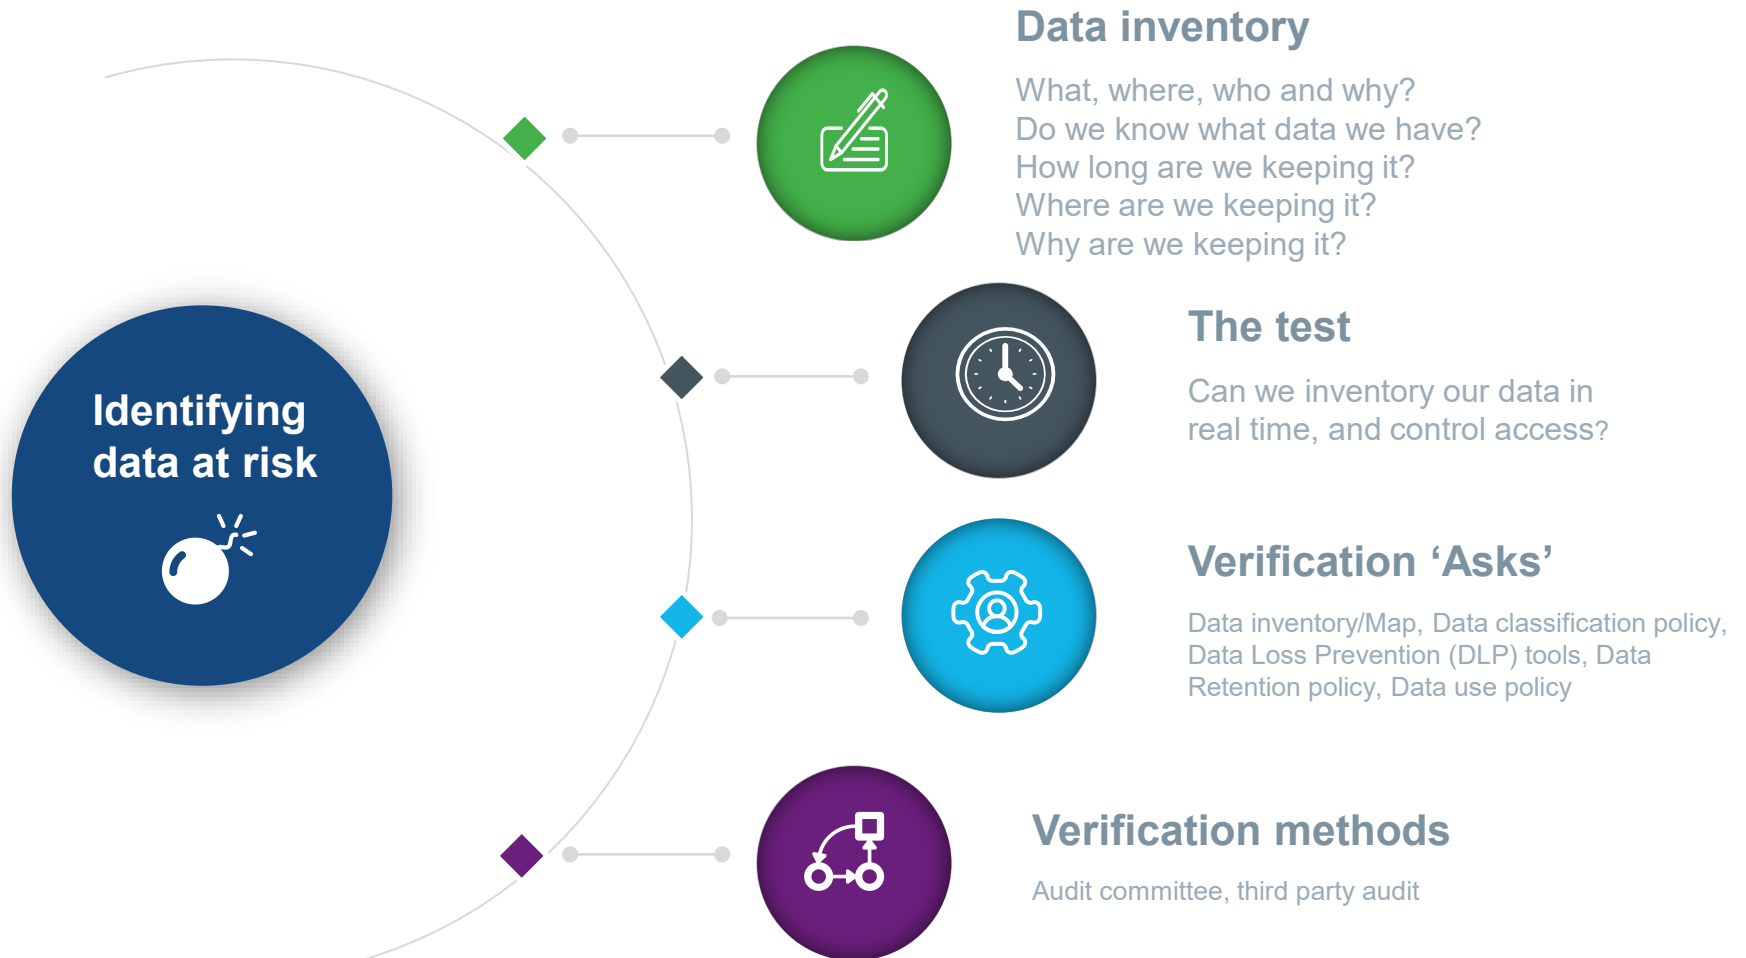 Identifying
data at risk
Data inventory
What, where, who and why?
Do we know what data we have?
How long are we keeping it?
Where are we keeping it?
Why are we keeping it?
The test
Can we inventory our data in
real time, and control access?
Verification ‘Asks’
Data inventory/Map, Data classification policy,
Data Loss Prevention (DLP) tools, Data
Retention policy, Data use policy
Verification methods
Audit committee, third party audit